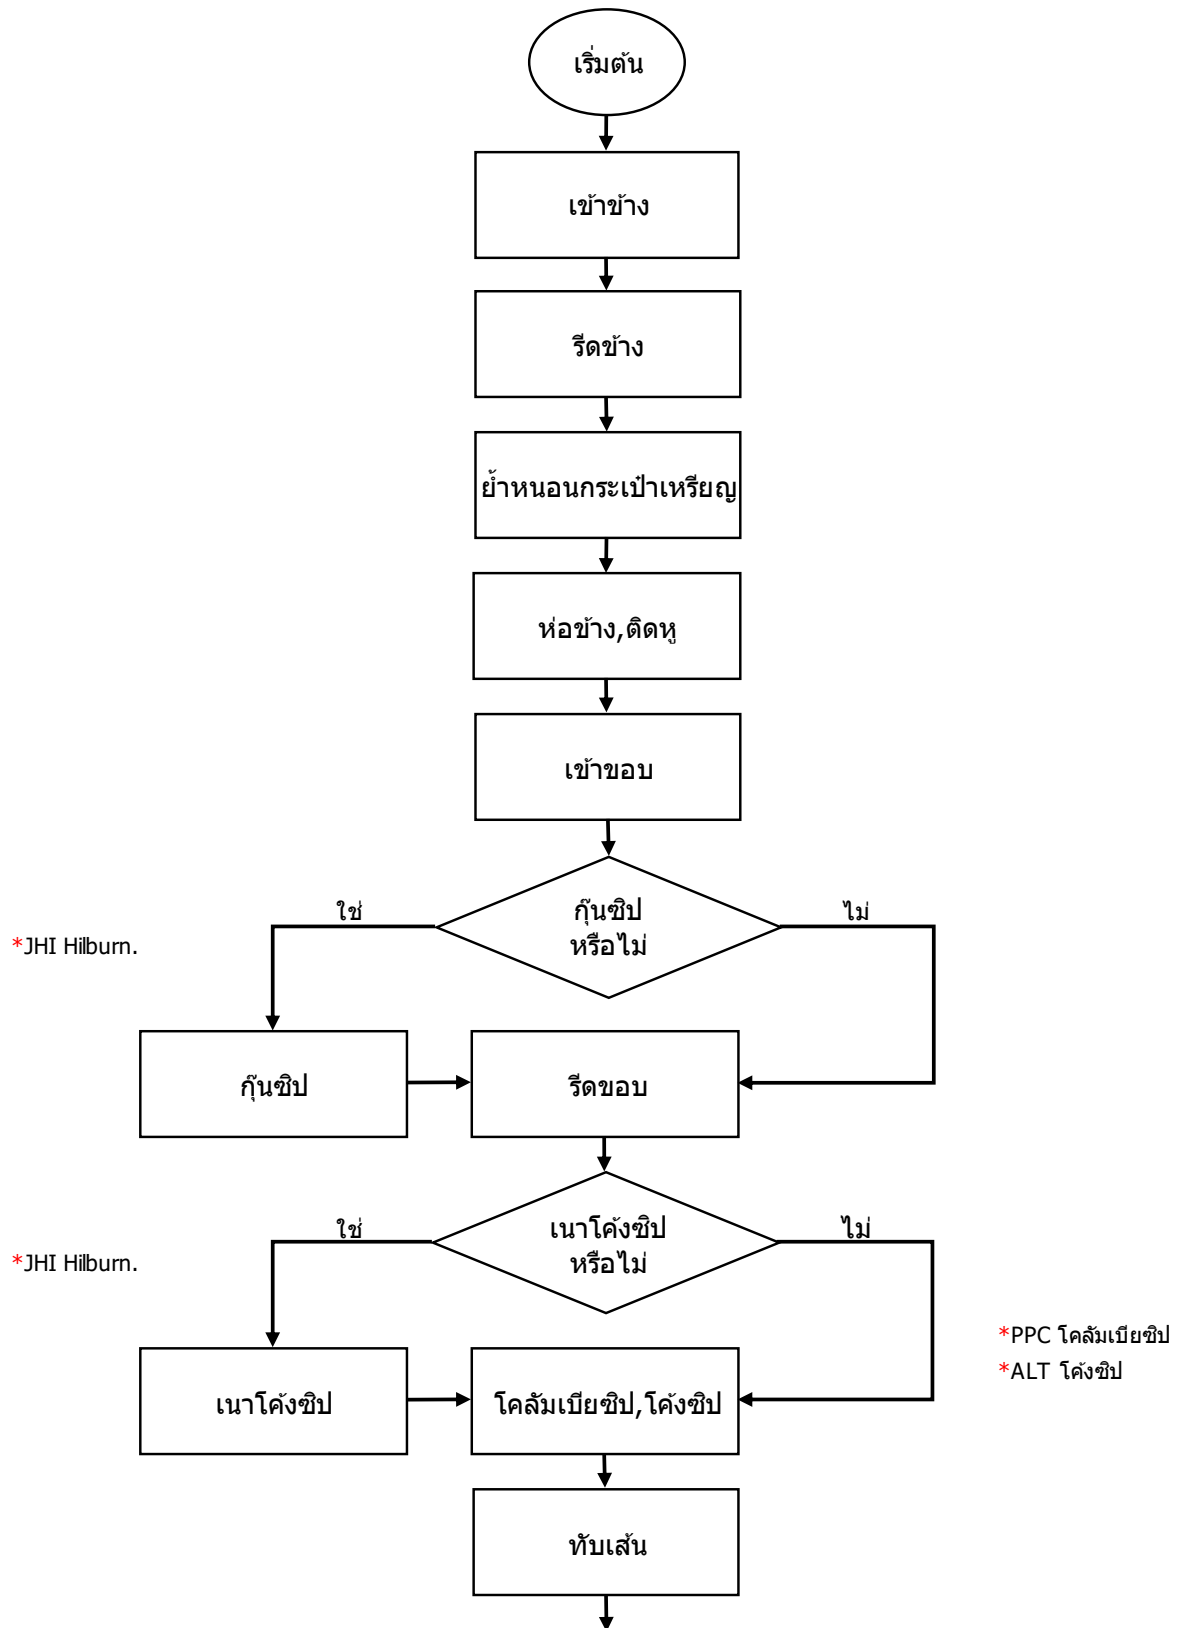 เริ่มต้น
เข้าข้าง
รีดข้าง
ย้ำหนอนกระเป๋าเหรียญ
ห่อข้าง,ติดหู
เข้าขอบ
กุ๊นซิป
หรือไม่
ใช่
ไม่
*JHI Hilburn.
กุ๊นซิป
รีดขอบ
เนาโค้งซิป
หรือไม่
ใช่
ไม่
*JHI Hilburn.
*PPC โคลัมเบียซิป
*ALT โค้งซิป
เนาโค้งซิป
โคลัมเบียซิป,โค้งซิป
ทับเส้น